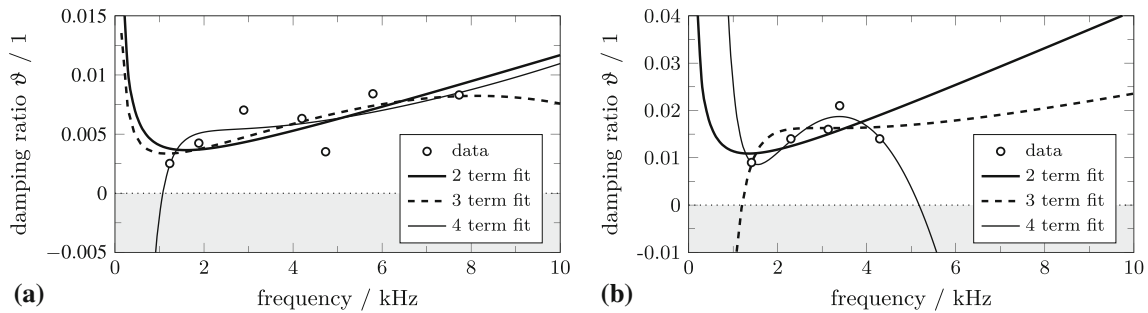 damping ratio ϑ / 1
0.015
0.01
0.005
0
−0.005
data
2 term fit
3 term fit
4 term fit
0 2 4 6 8 10
frequency / kHz
(a)
damping ratio ϑ / 1
0.04
0.03
0.02
0.01
0
-0.01
data
2 term fit
3 term fit
4 term fit
0 2 4 6 8 10
frequency / kHz
(b)